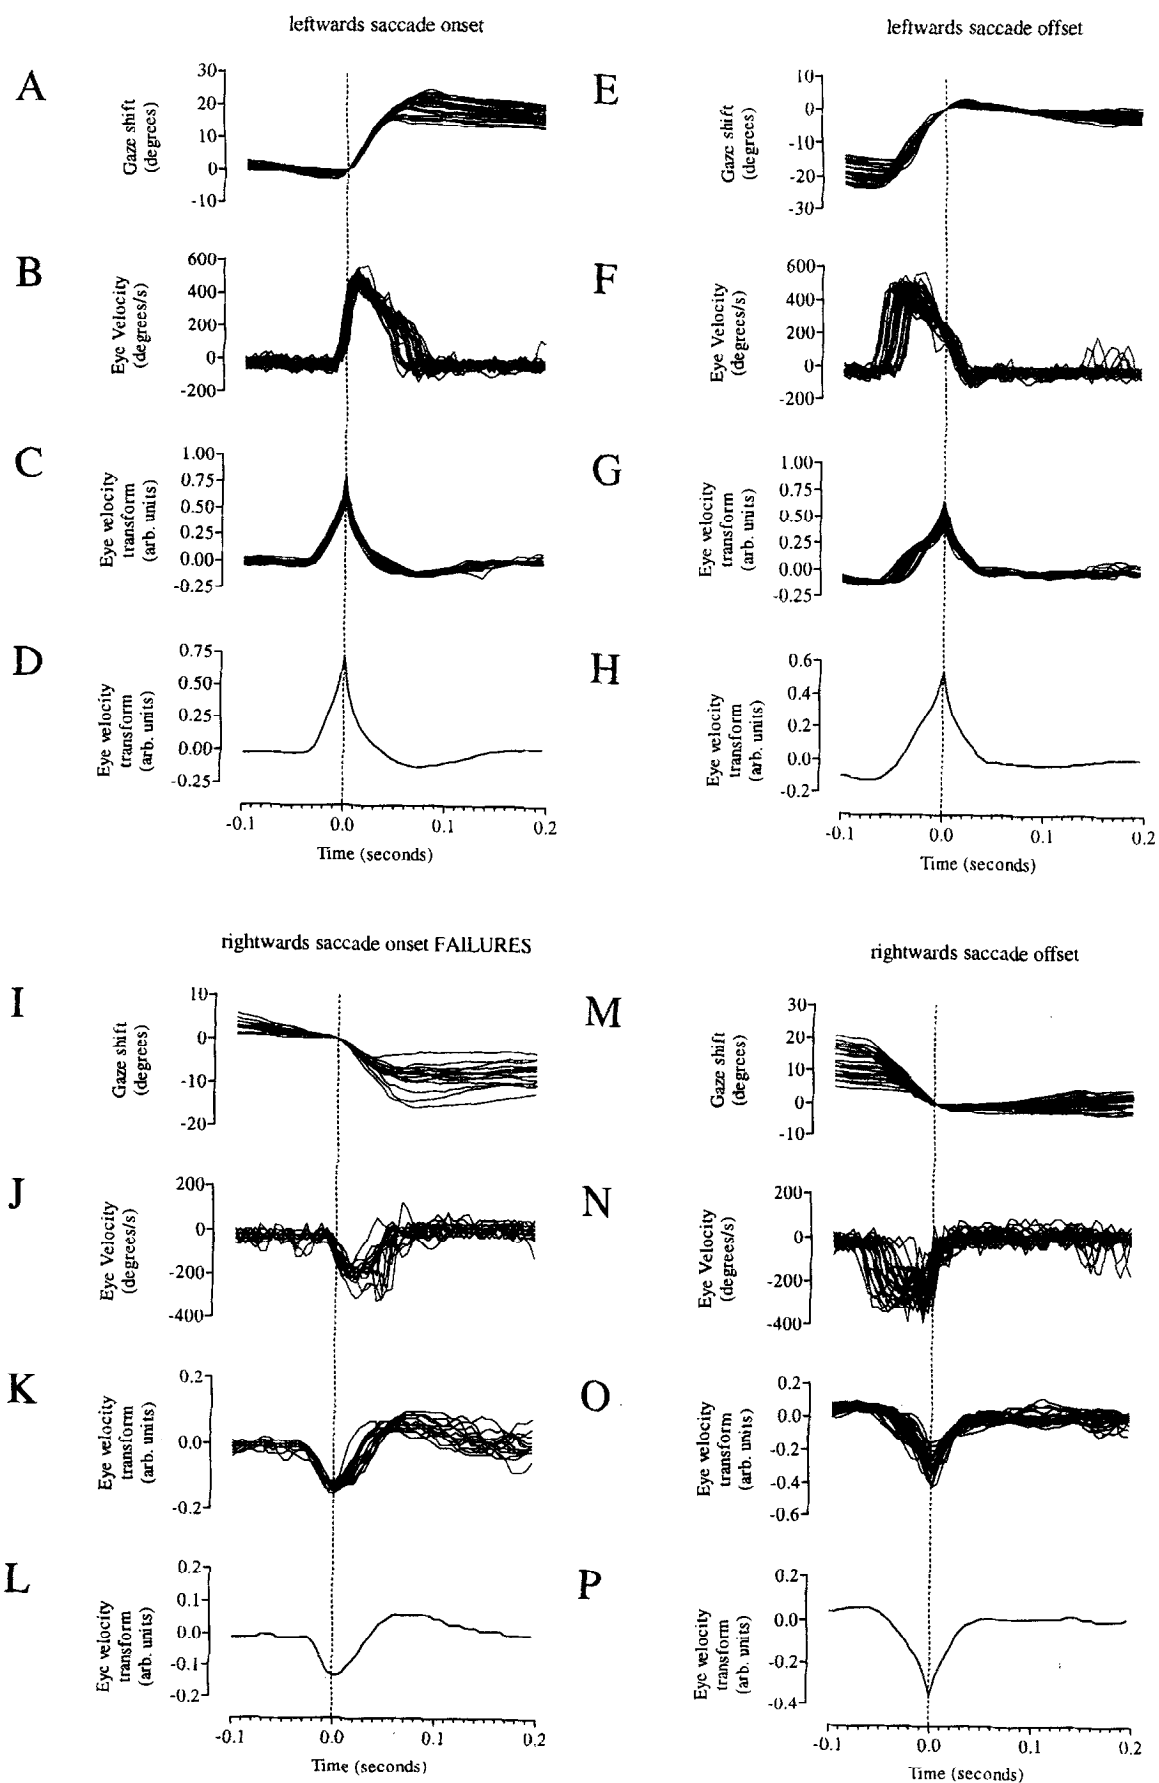 leftwards saccade onset
A
Gaze shift
(degrees)
30
20
10
0
-10
B
Eye Velocity
(degrees/s)
600
400
200
0
-200
C
Eye velocity
transform
(arb. units)
1.00
0.75
0.50
0.25
0.00
-0.25
D
Eye velocity
transform
(arb. units)
0.75
0.50
0.25
0.00
-0.25
-0.1
0.0
0.1
0.2
Time (seconds)
leftwards saccade offset
E
Gaze shift
(degrees)
10
0
-10
-20
-30
F
Eye Velocity
(degrees/s)
600
400
200
0
-200
G
Eye velocity
transform
(arb. units)
1.00
0.75
0.50
0.25
0.00
-0.25
H
Eye velocity
transform
(arb. units)
0.6
0.4
0.2
0.0
-0.2
-0.1
0.0
0.1
0.2
Time (seconds)
rightwards saccade onset FAILURES
I
Gaze shift
(degrees)
10
0
-10
-20
J
Eye Velocity
(degrees/s)
200
0
-200
-400
K
Eye velocity
transform
(arb. units)
0.2
0.0
-0.2
L
Eye velocity
transform
(arb. units)
0.2
0.1
0.0
-0.1
-0.2
-0.1
0.0
0.1
0.2
Time (seconds)
rightwards saccade offset
M
Gaze shift
(degrees)
30
20
10
0
-10
N
Eye Velocity
(degrees/s)
200
0
-200
-400
O
Eye velocity
transform
(arb. units)
0.2
0.0
-0.2
-0.4
-0.6
P
Eye velocity
transform
(arb. units)
0.2
0.0
-0.2
-0.4
-0.1
0.0
0.1
0.2
Time (seconds)